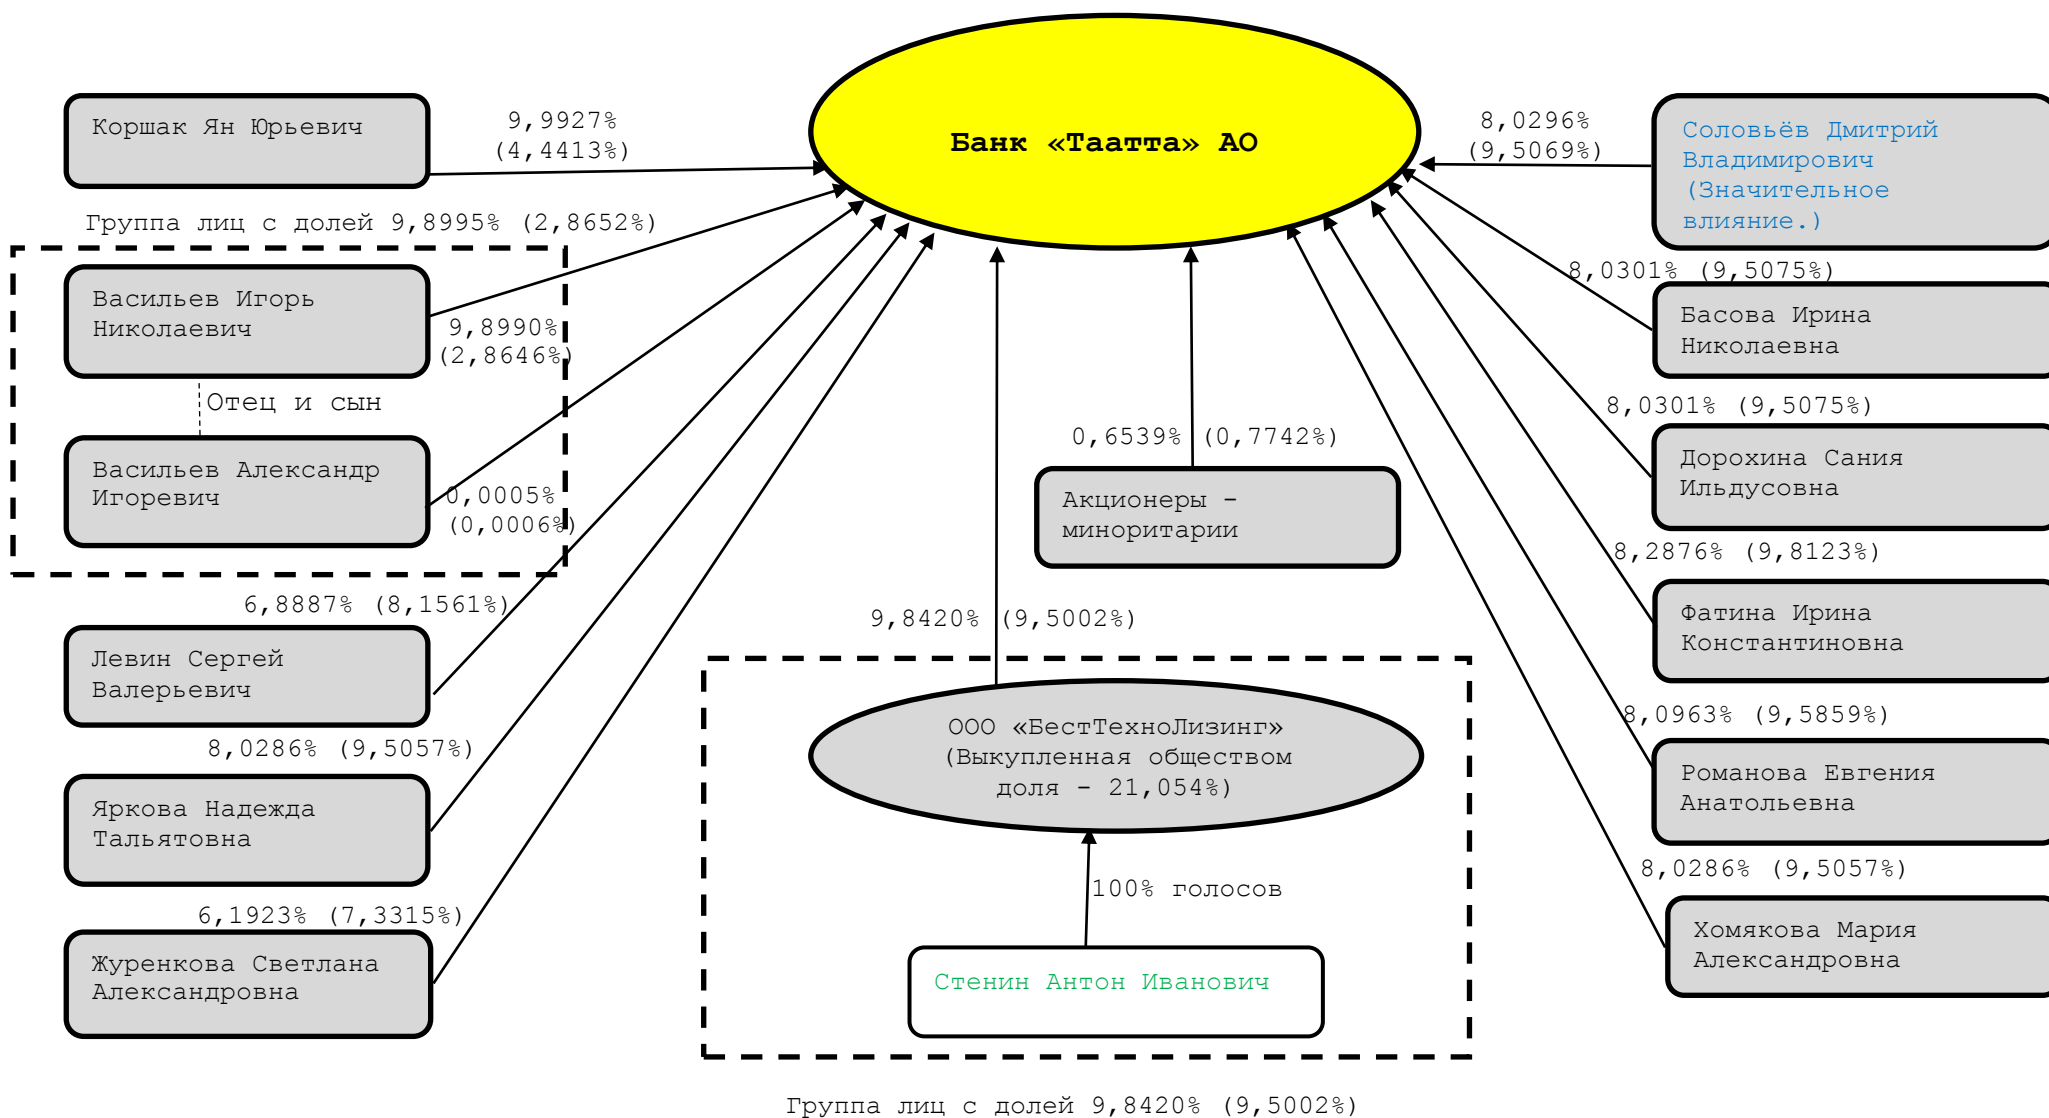 Банк «Таатта» АО
Коршак Ян Юрьевич
9,9927%
(4,4413%)
Группа лиц с долей 9,8995% (2,8652%)
Васильев Игорь
Николаевич
9,8990%
(2,8646%)
Отец и сын
Васильев Александр
Игоревич
0,0005%
(0,0006%)
6,8887% (8,1561%)
Левин Сергей
Валерьевич
8,0286% (9,5057%)
Яркова Надежда
Тальятовна
6,1923% (7,3315%)
Журенкова Светлана
Александровна
0,6539% (0,7742%)
Акционеры -
миноритарии
9,8420% (9,5002%)
ООО «БестТехноЛизинг»
(Выкупленная обществом
доля - 21,054%)
100% голосов
Стенин Антон Иванович
Группа лиц с долей 9,8420% (9,5002%)
8,0296%
(9,5069%)
Соловьёв Дмитрий
Владимирович
(Значительное
влияние.)
8,0301% (9,5075%)
Басова Ирина
Николаевна
8,0301% (9,5075%)
Дорохина Сания
Ильдусовна
8,2876% (9,8123%)
Фатина Ирина
Константиновна
8,0963% (9,5859%)
Романова Евгения
Анатольевна
8,0286% (9,5057%)
Хомякова Мария
Александровна